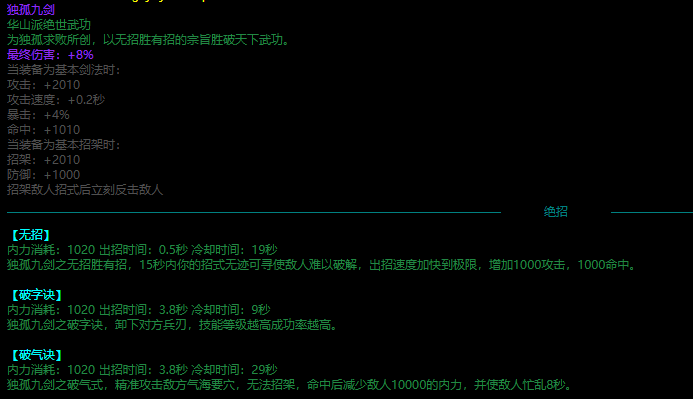 独孤九剑
华山派绝世武功
为独孤求败所创，以无招胜有招的宗旨胜破天下武功。
最终伤害：+8%
当装备为基本剑法时：
攻击：+2010
攻击速度：+0.2秒
暴击：+4%
命中：+1010
当装备为基本招架时：
招架：+2010
防御：+1000
招架敌人招式后立刻反击敌人
绝招
【无招】
内力消耗：1020 出招时间：0.5秒 冷却时间：19秒
独孤九剑之无招胜有招，15秒内你的招式无迹可寻使敌人难以破解，出招速度加快到极限，增加1000攻击，1000命中。
【破字诀】
内力消耗：1020 出招时间：3.8秒 冷却时间：9秒
独孤九剑之破字诀，卸下对方兵刃，技能等级越高成功率越高。
【破气诀】
内力消耗：1020 出招时间：3.8秒 冷却时间：29秒
独孤九剑之破气式，精准攻击敌方气海要穴，无法招架，命中后减少敌人10000的内力，并使敌人忙乱8秒。